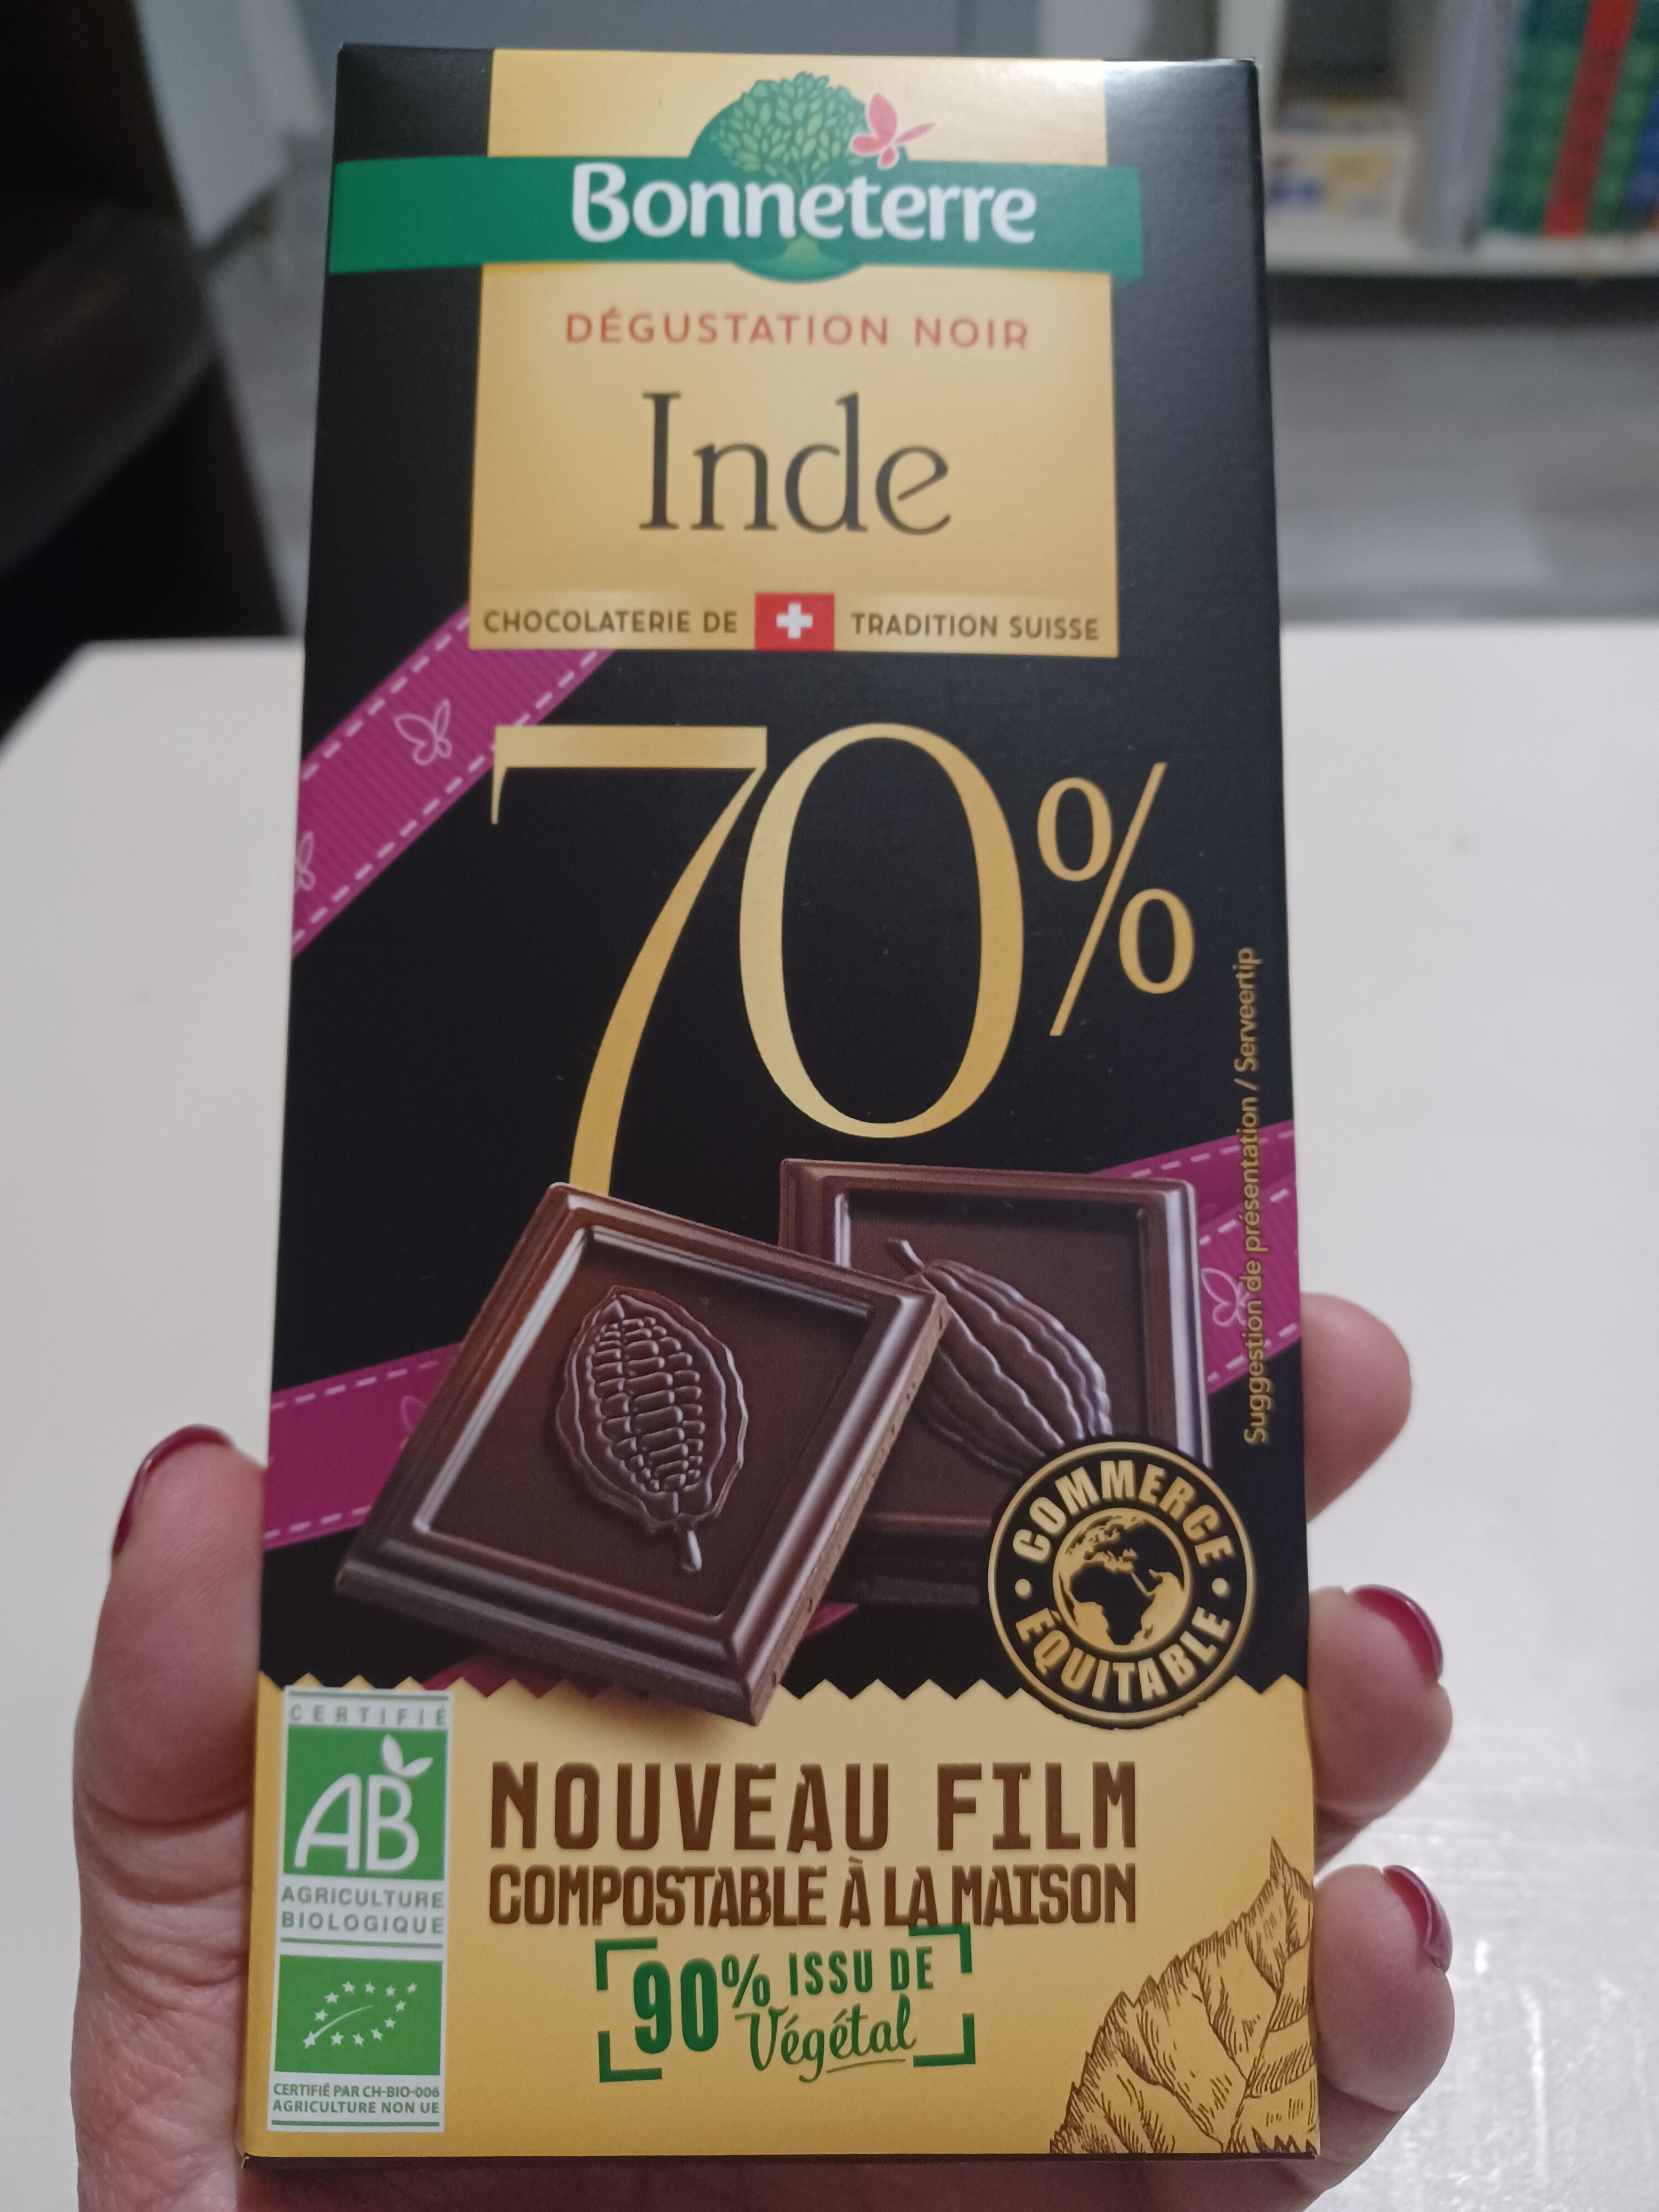 Bonneterre
DÉGUSTATION NOIR
Inde
CHOCOLATERIE DE TRADITION SUISSE
70%
Suggestion de présentation / Serveertip
COMMERCE ÉQUITABLE
CERTIFIÉ
AB
AGRICULTURE
BIOLOGIQUE
CERTIFIÉ PAR CH-BIO-006
AGRICULTURE NON UE
NOUVEAU FILM
COMPOSTABLE À LA MAISON
90% ISSU DE
Végétal